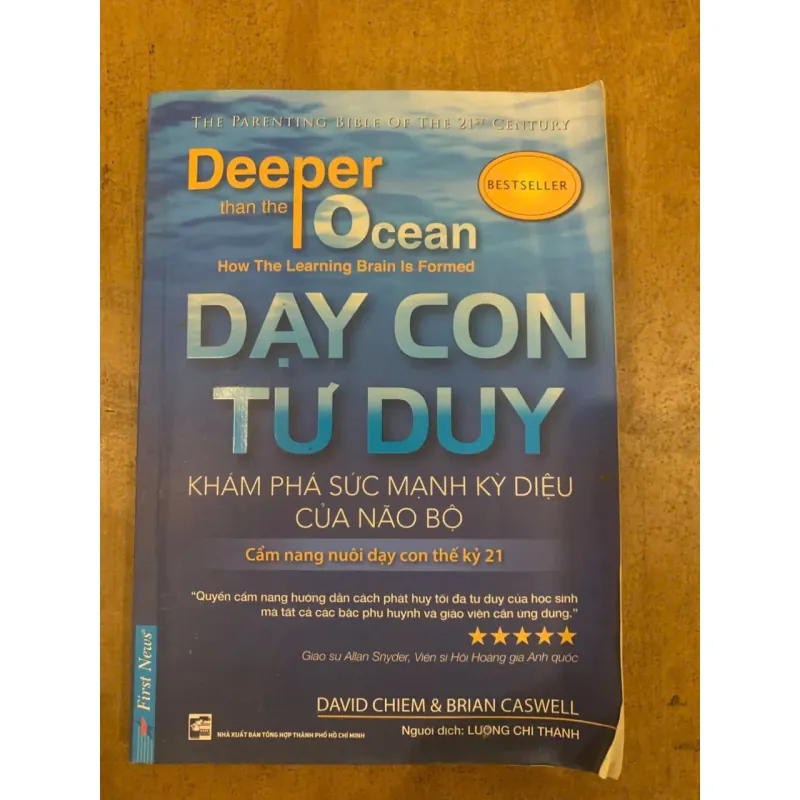 THE PARENTING BIBLE OF THE 21ST CENTURY
Deeper
than the
Ocean
BESTSELLER
How The Learning Brain Is Formed
DẠY CON
TƯ DUY
KHÁM PHÁ SỨC MẠNH KỲ DIỆU
CỦA NÃO BỘ
Cẩm nang nuôi dạy con thế kỷ 21
“Quyển cẩm nang hướng dẫn cách phát huy tối đa tư duy của học sinh
mà tất cả các bậc phụ huynh và giáo viên cần ứng dụng.”
Giáo sư Allan Snyder, Viện sĩ Hội Hoàng gia Anh quốc
DAVID CHIEM & BRIAN CASWELL
Người dịch: LƯƠNG CHÍ THÀNH
NHÀ XUẤT BẢN TỔNG HỢP THÀNH PHỐ HỒ CHÍ MINH
First News